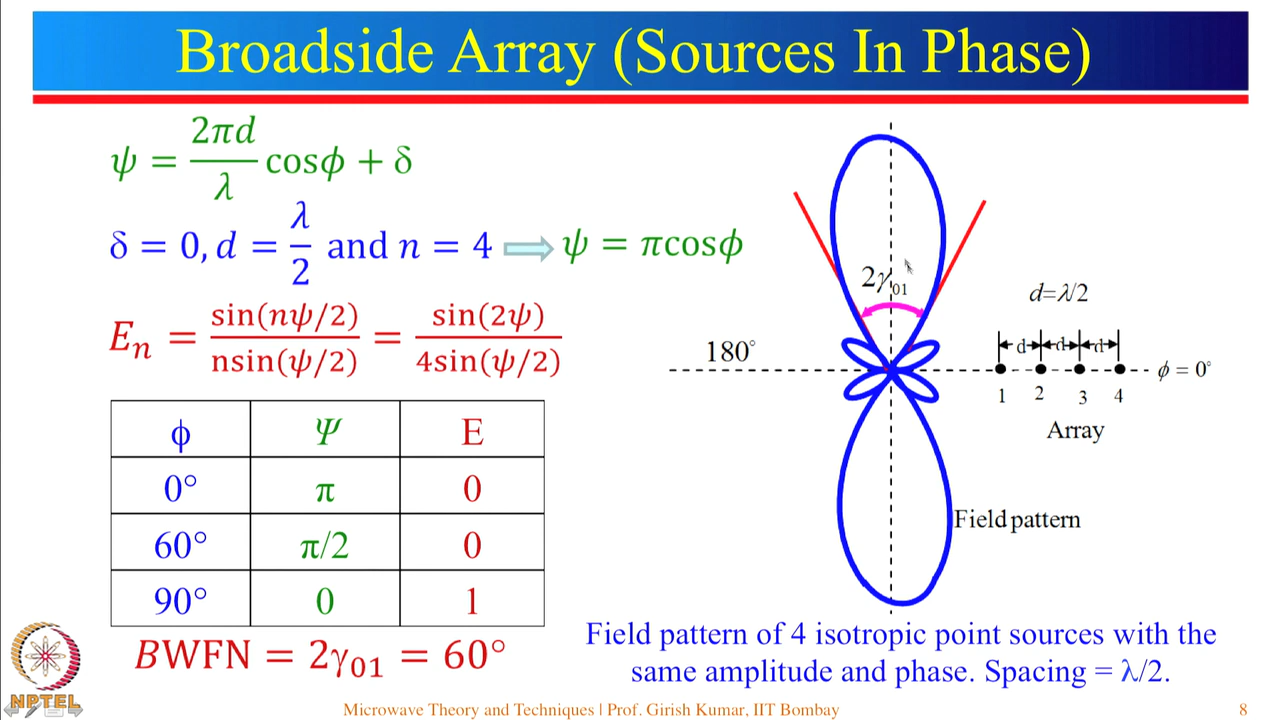 Broadside Array (Sources In Phase)
ψ = 2πd/λ cosϕ + δ
δ = 0, d = λ/2 and n = 4 ⟹ ψ = πcosϕ
Eₙ = sin(nψ/2)/nsin(ψ/2) = sin(2ψ)/4sin(ψ/2)
ϕ Ψ E
0° π 0
60° π/2 0
90° 0 1
BWFN = 2γ₀₁ = 60°
2γ₀₁
d=λ/2
180°
d d d
ϕ = 0°
1 2 3 4
Array
Field pattern
Field pattern of 4 isotropic point sources with the
same amplitude and phase. Spacing = λ/2.
NPTEL
Microwave Theory and Techniques | Prof. Girish Kumar, IIT Bombay
8